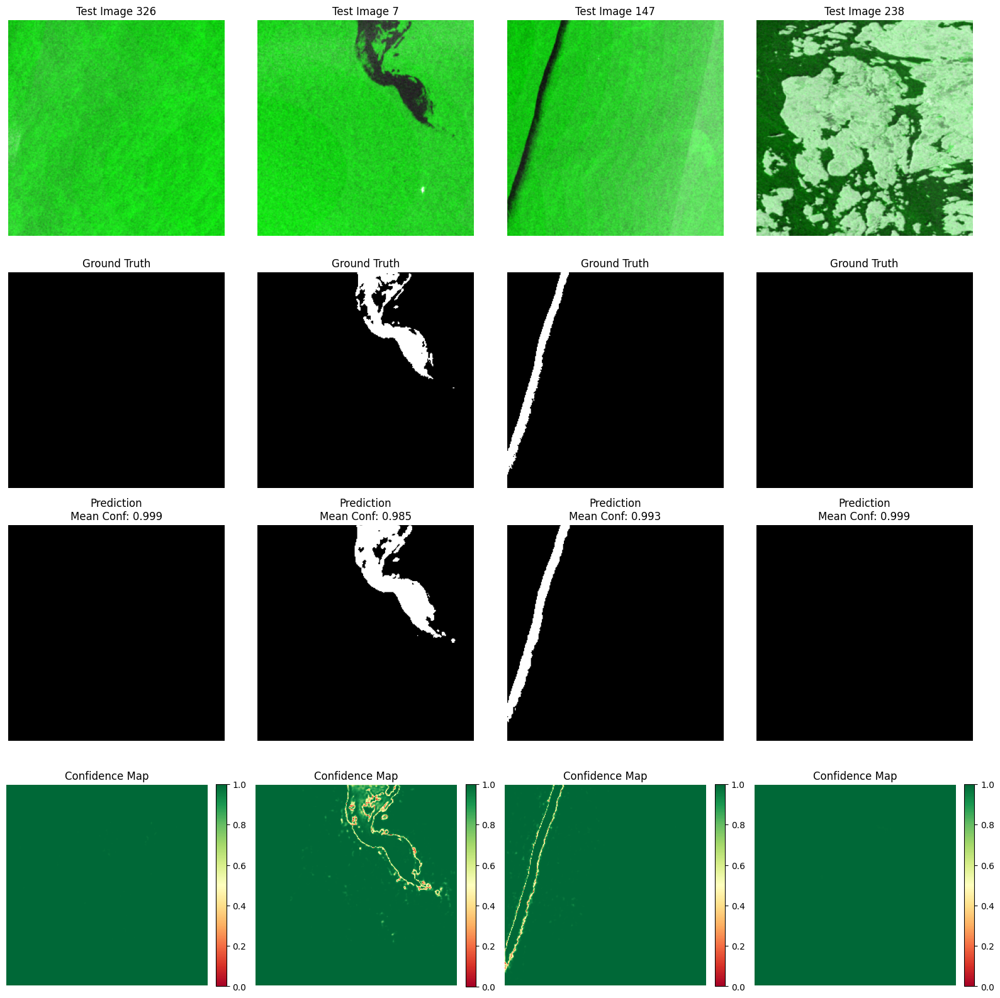 Test Image 326
Test Image 7
Test Image 147
Test Image 238
Ground Truth
Ground Truth
Ground Truth
Ground Truth
Prediction
Mean Conf: 0.999
Prediction
Mean Conf: 0.985
Prediction
Mean Conf: 0.993
Prediction
Mean Conf: 0.999
Confidence Map
1.0
0.8
0.6
0.4
0.2
0.0
Confidence Map
1.0
0.8
0.6
0.4
0.2
0.0
Confidence Map
1.0
0.8
0.6
0.4
0.2
0.0
Confidence Map
1.0
0.8
0.6
0.4
0.2
0.0